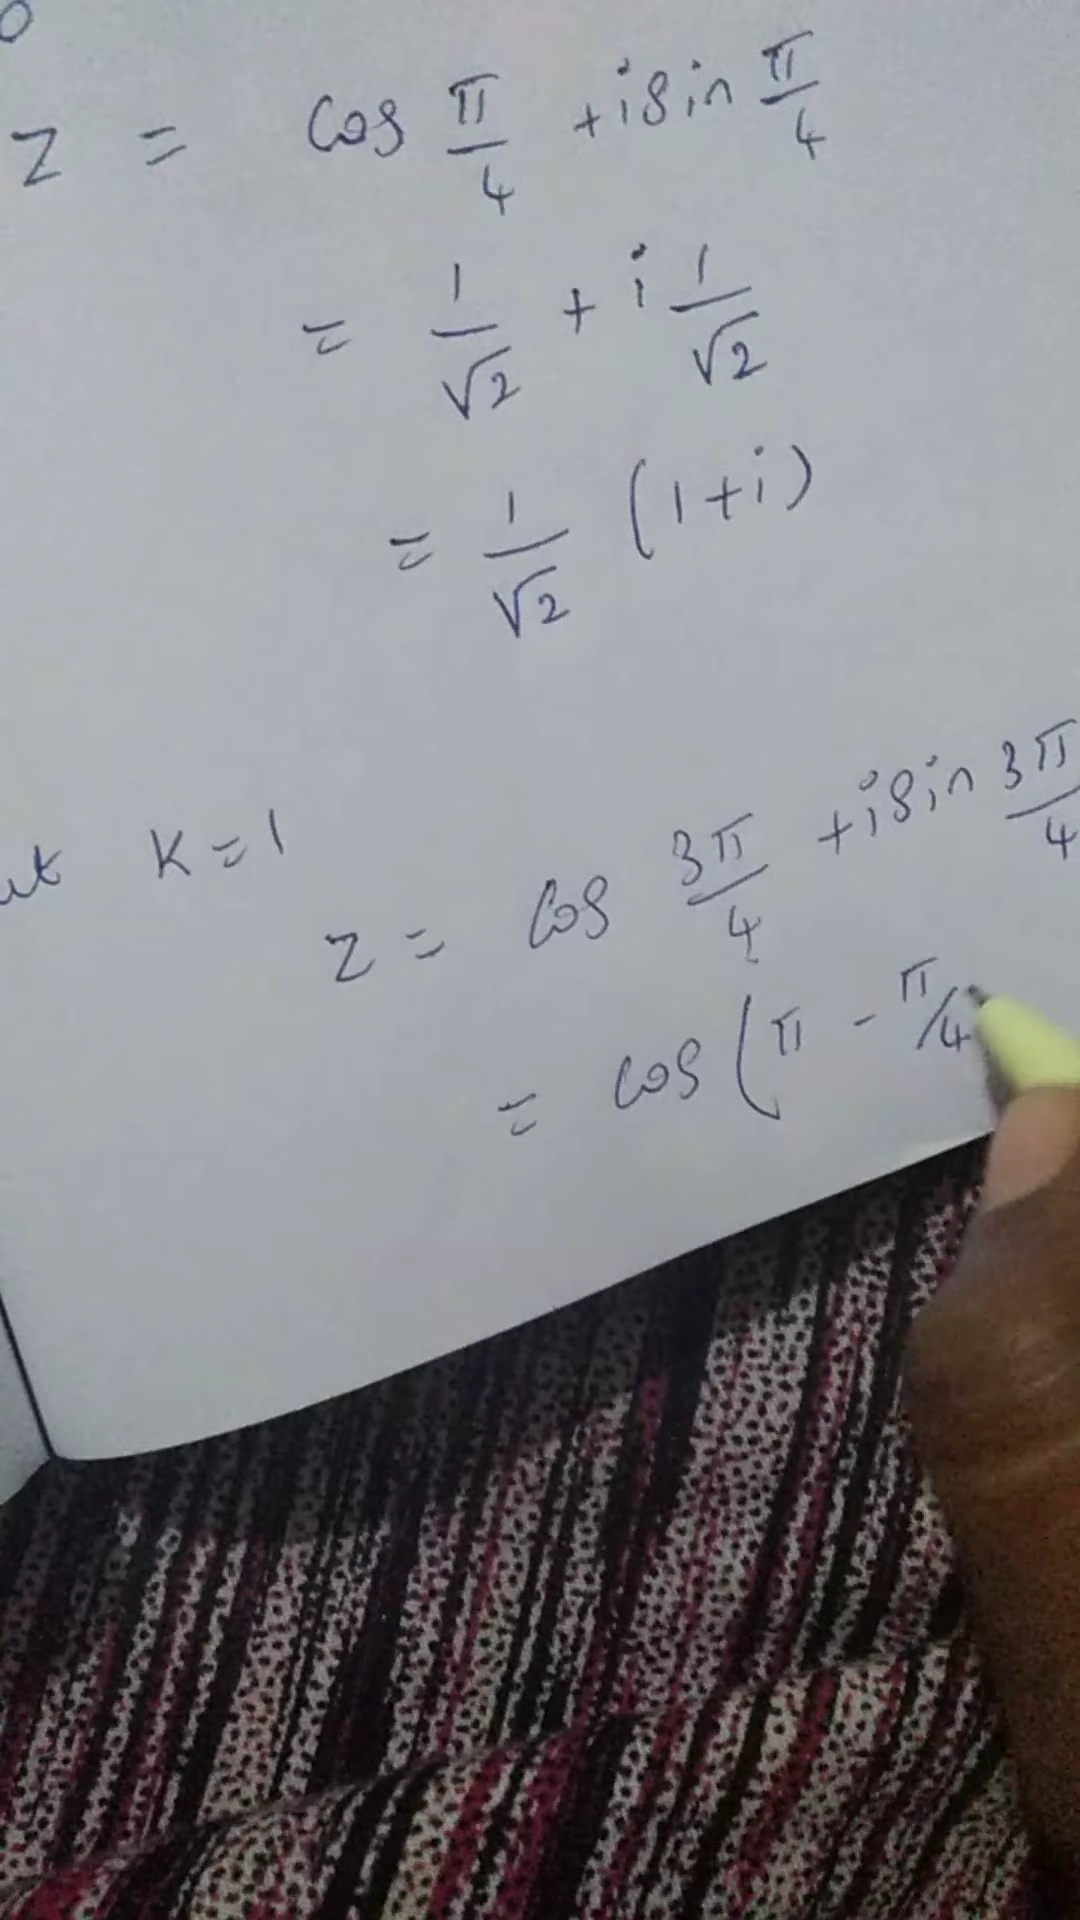 0
Z = Cos π/4 + i Sin π/4
= 1/√2 + i 1/√2
= 1/√2 (1+i)
K=1
Z = Cos 3π/4 + i Sin 3π/4
= Cos (π - π/4